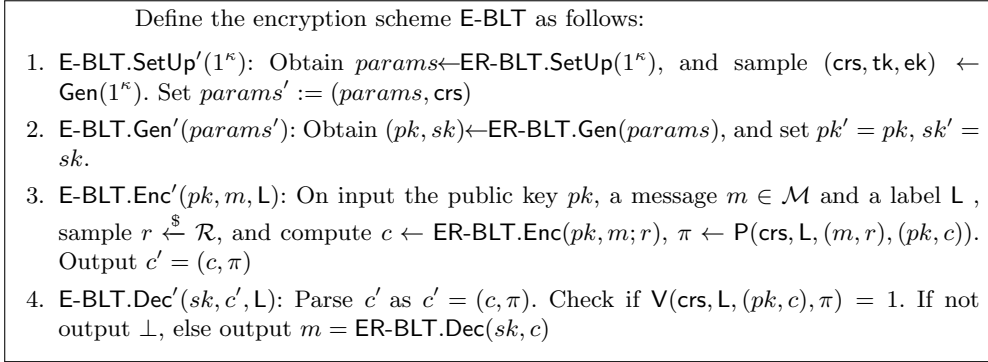 Define the encryption scheme E-BLT as follows:
1. E-BLT.SetUp′(1^κ): Obtain params←ER-BLT.SetUp(1^κ), and sample (crs, tk, ek) ←
Gen(1^κ). Set params′ := (params, crs)
2. E-BLT.Gen′(params′): Obtain (pk, sk)←ER-BLT.Gen(params), and set pk′ = pk, sk′ =
sk.
3. E-BLT.Enc′(pk, m, L): On input the public key pk, a message m ∈ ℳ and a label L ,
sample r ←$ ℛ, and compute c ← ER-BLT.Enc(pk, m; r), π ← P(crs, L, (m, r), (pk, c)).
Output c′ = (c, π)
4. E-BLT.Dec′(sk, c′, L): Parse c′ as c′ = (c, π). Check if V(crs, L, (pk, c), π) = 1. If not
output ⊥, else output m = ER-BLT.Dec(sk, c)